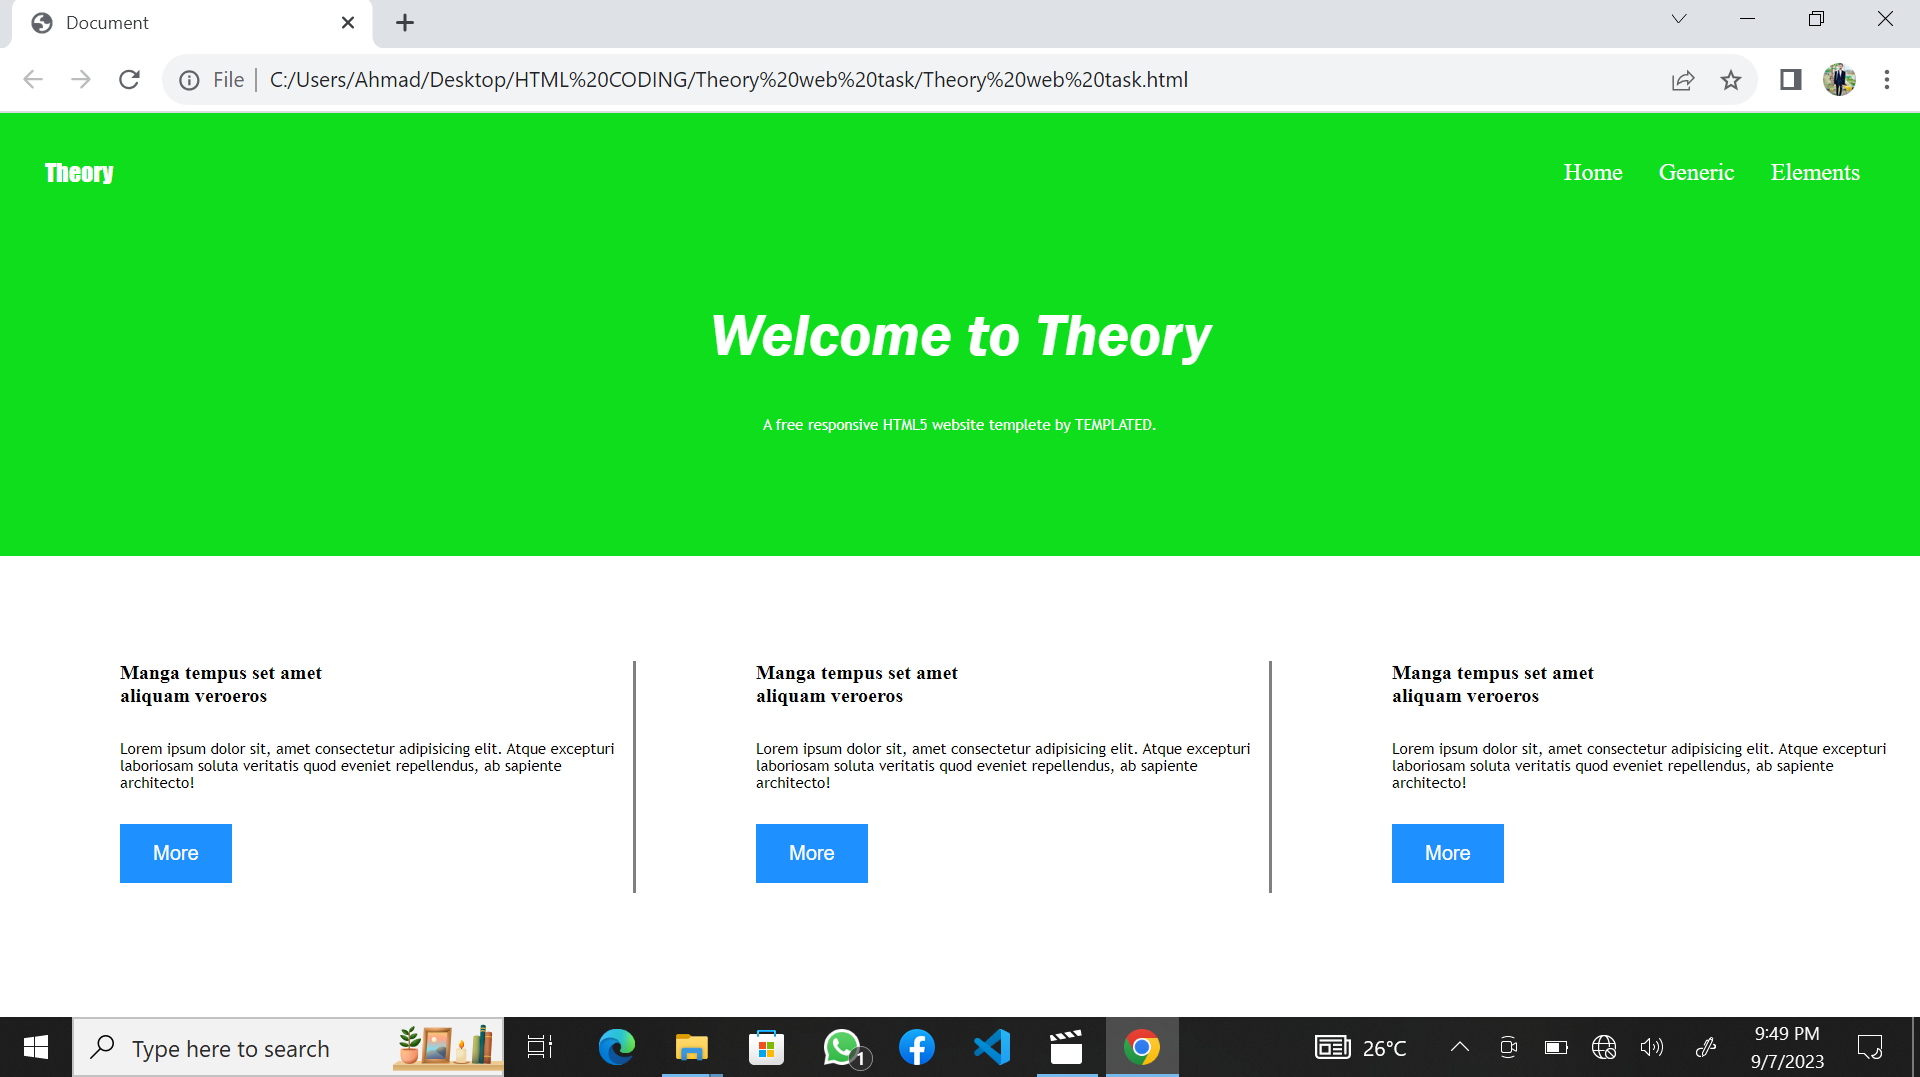 Document
File
C:/Users/Ahmad/Desktop/HTML%20CODING/Theory%20web%20task/Theory%20web%20task.html
Theory
Home
Generic
Elements
Welcome to Theory
A free responsive HTML5 website templete by TEMPLATED.
Manga tempus set amet
aliquam veroeros
Lorem ipsum dolor sit, amet consectetur adipisicing elit. Atque excepturi
laboriosam soluta veritatis quod eveniet repellendus, ab sapiente
architecto!
More
Manga tempus set amet
aliquam veroeros
Lorem ipsum dolor sit, amet consectetur adipisicing elit. Atque excepturi
laboriosam soluta veritatis quod eveniet repellendus, ab sapiente
architecto!
More
Manga tempus set amet
aliquam veroeros
Lorem ipsum dolor sit, amet consectetur adipisicing elit. Atque excepturi
laboriosam soluta veritatis quod eveniet repellendus, ab sapiente
architecto!
More
Type here to search
1
26°C
9:49 PM
9/7/2023